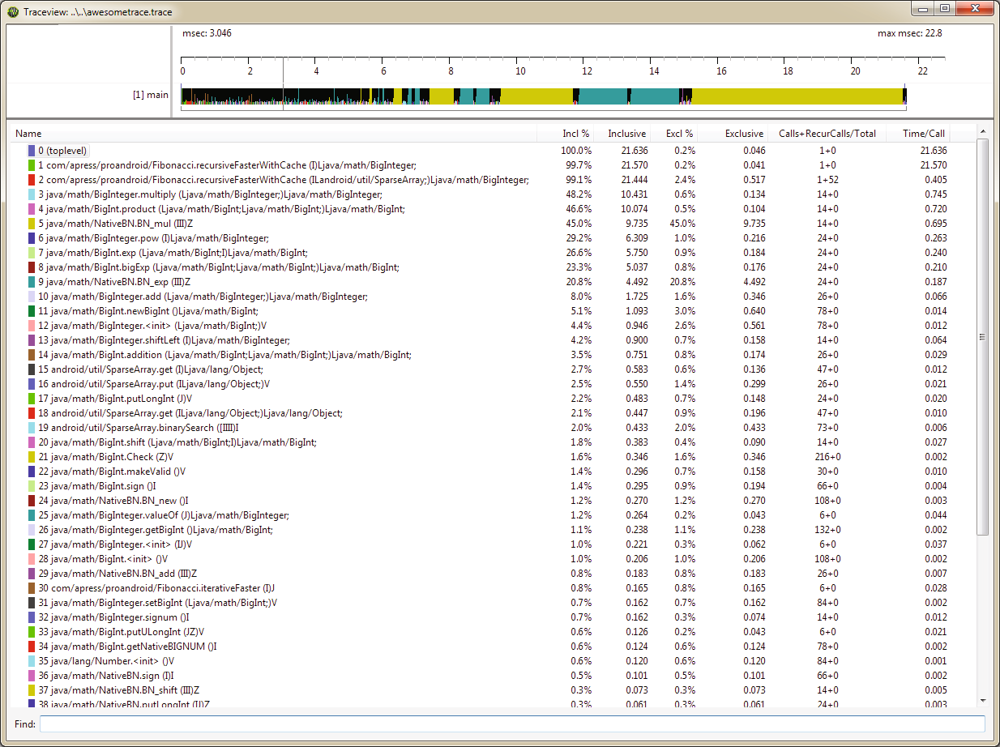 Traceview: ..\..\awesometrace.trace
msec: 3.046 max msec: 22.8
0 2 4 6 8 10 12 14 16 18 20 22
[1] main
Name Incl % Inclusive Excl % Exclusive Calls+RecurCalls/Total Time/Call
0 (toplevel) 100.0% 21.636 0.2% 0.046 1+0 21.636
1 com/apress/proandroid/Fibonacci.recursiveFasterWithCache (I)Ljava/math/BigInteger; 99.7% 21.570 0.2% 0.041 1+0 21.570
2 com/apress/proandroid/Fibonacci.recursiveFasterWithCache (ILandroid/util/SparseArray;)Ljava/math/BigInteger; 99.1% 21.444 2.4% 0.517 1+52 0.405
3 java/math/BigInteger.multiply (Ljava/math/BigInteger;)Ljava/math/BigInteger; 48.2% 10.431 0.6% 0.134 14+0 0.745
4 java/math/BigInt.product (Ljava/math/BigInt;Ljava/math/BigInt;)Ljava/math/BigInt; 46.6% 10.074 0.5% 0.104 14+0 0.720
5 java/math/NativeBN.BN_mul (III)Z 45.0% 9.735 45.0% 9.735 14+0 0.695
6 java/math/BigInteger.pow (I)Ljava/math/BigInteger; 29.2% 6.309 1.0% 0.216 24+0 0.263
7 java/math/BigInt.exp (Ljava/math/BigInt;I)Ljava/math/BigInt; 26.6% 5.750 0.9% 0.184 24+0 0.240
8 java/math/BigInt.bigExp (Ljava/math/BigInt;Ljava/math/BigInt;)Ljava/math/BigInt; 23.3% 5.037 0.8% 0.176 24+0 0.210
9 java/math/NativeBN.BN_exp (III)Z 20.8% 4.492 20.8% 4.492 24+0 0.187
10 java/math/BigInteger.add (Ljava/math/BigInteger;)Ljava/math/BigInteger; 8.0% 1.725 1.6% 0.346 26+0 0.066
11 java/math/BigInt.newBigInt ()Ljava/math/BigInt; 5.1% 1.093 3.0% 0.640 78+0 0.014
12 java/math/BigInteger.<init> (Ljava/math/BigInt;)V 4.4% 0.946 2.6% 0.561 78+0 0.012
13 java/math/BigInteger.shiftLeft (I)Ljava/math/BigInteger; 4.2% 0.900 0.7% 0.158 14+0 0.064
14 java/math/BigInt.addition (Ljava/math/BigInt;Ljava/math/BigInt;)Ljava/math/BigInt; 3.5% 0.751 0.8% 0.174 26+0 0.029
15 android/util/SparseArray.get (I)Ljava/lang/Object; 2.7% 0.583 0.6% 0.136 47+0 0.012
16 android/util/SparseArray.put (ILjava/lang/Object;)V 2.5% 0.550 1.4% 0.299 26+0 0.021
17 java/math/BigInt.putLongInt (J)V 2.2% 0.483 0.7% 0.148 24+0 0.020
18 android/util/SparseArray.get (ILjava/lang/Object;)Ljava/lang/Object; 2.1% 0.447 0.9% 0.196 47+0 0.010
19 android/util/SparseArray.binarySearch ([IIII)I 2.0% 0.433 2.0% 0.433 73+0 0.006
20 java/math/BigInt.shift (Ljava/math/BigInt;I)Ljava/math/BigInt; 1.8% 0.383 0.4% 0.090 14+0 0.027
21 java/math/BigInt.Check (Z)V 1.6% 0.346 1.6% 0.346 216+0 0.002
22 java/math/BigInt.makeValid ()V 1.4% 0.296 0.7% 0.158 30+0 0.010
23 java/math/BigInt.sign ()I 1.4% 0.295 0.9% 0.194 66+0 0.004
24 java/math/NativeBN.BN_new ()I 1.2% 0.270 1.2% 0.270 108+0 0.003
25 java/math/BigInteger.valueOf (J)Ljava/math/BigInteger; 1.2% 0.264 0.2% 0.043 6+0 0.044
26 java/math/BigInteger.getBigInt ()Ljava/math/BigInt; 1.1% 0.238 1.1% 0.238 132+0 0.002
27 java/math/BigInteger.<init> (IJ)V 1.0% 0.221 0.3% 0.062 6+0 0.037
28 java/math/BigInt.<init> ()V 1.0% 0.206 1.0% 0.206 108+0 0.002
29 java/math/NativeBN.BN_add (III)Z 0.8% 0.183 0.8% 0.183 26+0 0.007
30 com/apress/proandroid/Fibonacci.iterativeFaster (I)J 0.8% 0.165 0.8% 0.165 6+0 0.028
31 java/math/BigInteger.setBigInt (Ljava/math/BigInt;)V 0.7% 0.162 0.7% 0.162 84+0 0.002
32 java/math/BigInteger.signum ()I 0.7% 0.162 0.3% 0.074 14+0 0.012
33 java/math/BigInt.putULongInt (JZ)V 0.6% 0.126 0.2% 0.043 6+0 0.021
34 java/math/BigInt.getNativeBIGNUM ()I 0.6% 0.124 0.6% 0.124 78+0 0.002
35 java/lang/Number.<init> ()V 0.6% 0.120 0.6% 0.120 84+0 0.001
36 java/math/NativeBN.sign (I)I 0.5% 0.101 0.5% 0.101 66+0 0.002
37 java/math/NativeBN.BN_shift (III)Z 0.3% 0.073 0.3% 0.073 14+0 0.005
38 java/math/NativeBN.putLongInt (IJ)Z 0.3% 0.061 0.3% 0.061 24+0 0.003
Find: